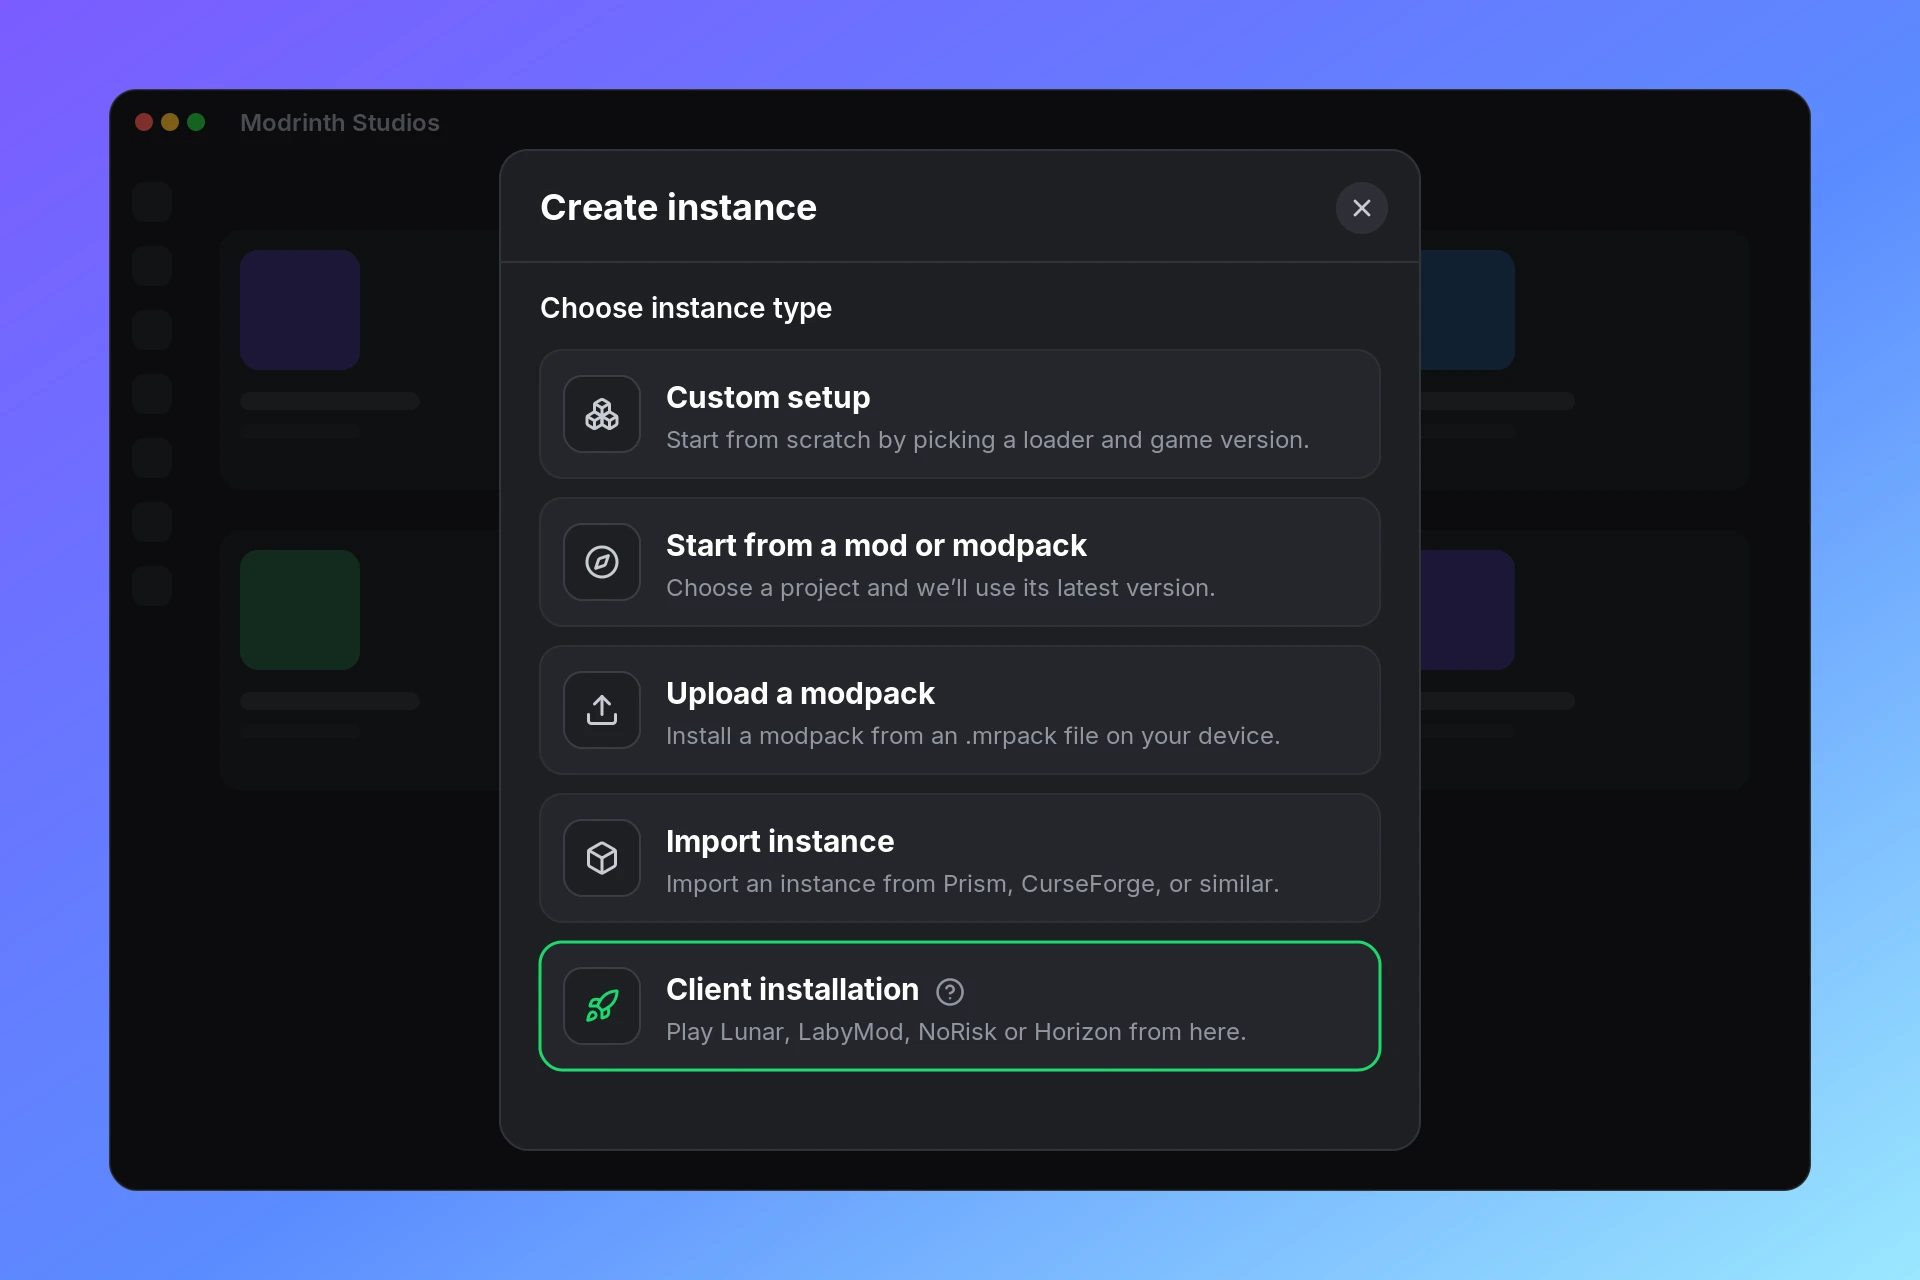 Modrinth Studios
Create instance
Choose instance type
Custom setup
Start from scratch by picking a loader and game version.
Start from a mod or modpack
Choose a project and we’ll use its latest version.
Upload a modpack
Install a modpack from an .mrpack file on your device.
Import instance
Import an instance from Prism, CurseForge, or similar.
Client installation
Play Lunar, LabyMod, NoRisk or Horizon from here.